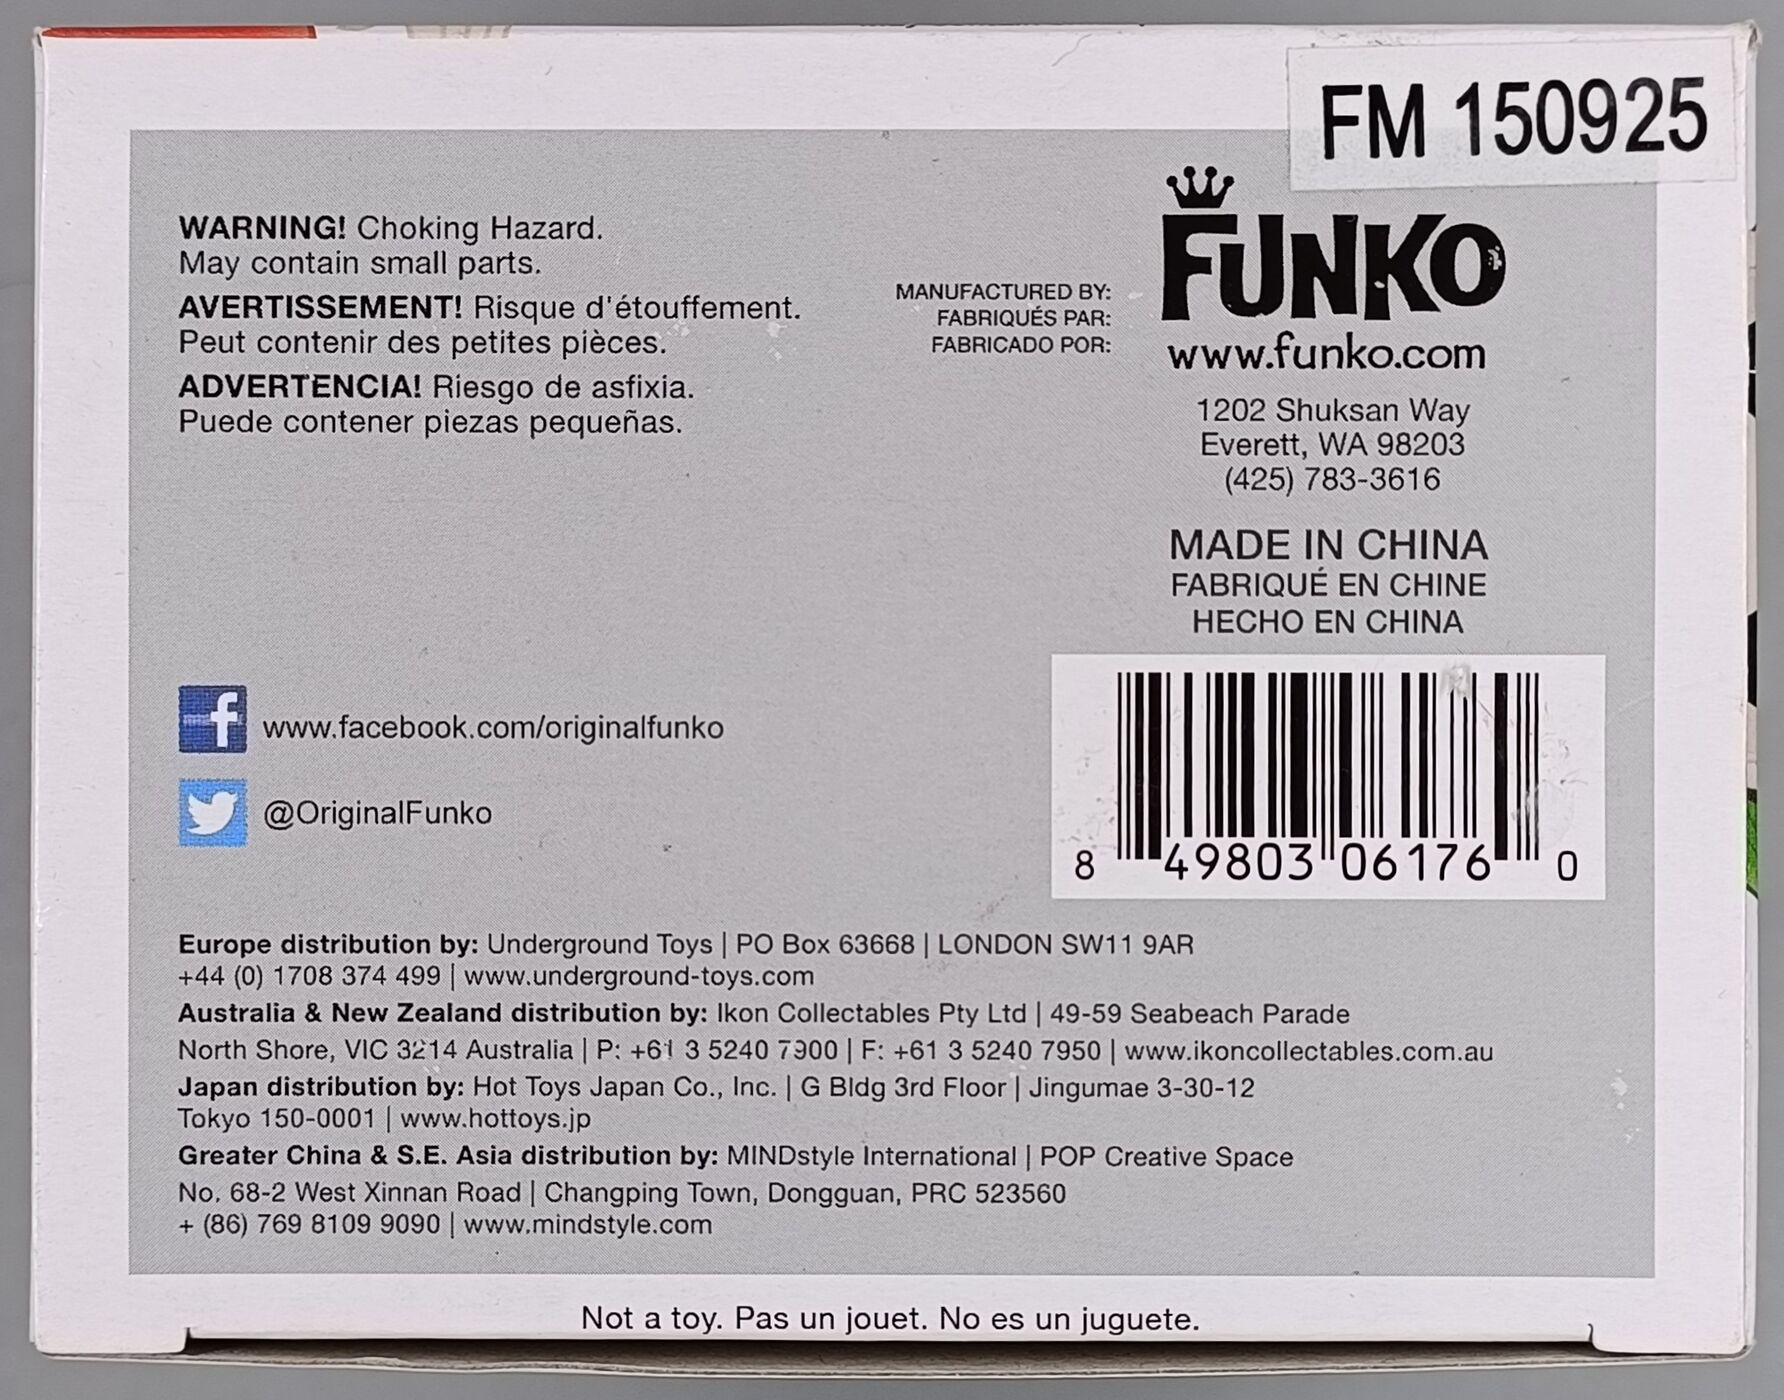 FM 150925
WARNING! Choking Hazard.
May contain small parts.
AVERTISSEMENT! Risque d'étouffement.
Peut contenir des petites pièces.
ADVERTENCIA! Riesgo de asfixia.
Puede contener piezas pequeñas.
MANUFACTURED BY:
FABRIQUÉS PAR:
FABRICADO POR:
FUNKO
www.funko.com
1202 Shuksan Way
Everett, WA 98203
(425) 783-3616
MADE IN CHINA
FABRIQUÉ EN CHINE
HECHO EN CHINA
f www.facebook.com/originalfunko
@OriginalFunko
8 49803 06176 0
Europe distribution by: Underground Toys | PO Box 63668 | LONDON SW11 9AR
+44 (0) 1708 374 499 | www.underground-toys.com
Australia & New Zealand distribution by: Ikon Collectables Pty Ltd | 49-59 Seabeach Parade
North Shore, VIC 3214 Australia | P: +61 3 5240 7900 | F: +61 3 5240 7950 | www.ikoncollectables.com.au
Japan distribution by: Hot Toys Japan Co., Inc. | G Bldg 3rd Floor | Jingumae 3-30-12
Tokyo 150-0001 | www.hottoys.jp
Greater China & S.E. Asia distribution by: MINDstyle International | POP Creative Space
No. 68-2 West Xinnan Road | Changping Town, Dongguan, PRC 523560
+ (86) 769 8109 9090 | www.mindstyle.com
Not a toy. Pas un jouet. No es un juguete.